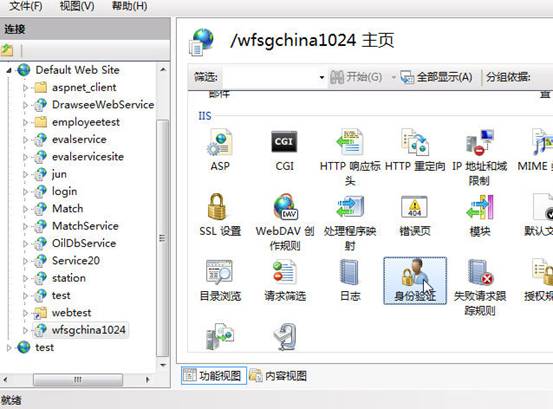 文件(F) 视图(V) 帮助(H)
连接
Default Web Site
aspnet_client
DrawseeWebService
employeetest
evalservice
evalservicesite
jun
login
Match
MatchService
OilDbService
Service20
station
test
webtest
wfsgchina1024
test
/wfsgchina1024 主页
筛选: 开始(G) 全部显示(A) 分组依据:
IIS
ASP
CGI
HTTP 响应标头
HTTP 重定向
IP 地址和域限制
MIME
SSL 设置
WebDAV 创作规则
DAV
处理程序映射
错误页
404
模块
默认文
目录浏览
请求筛选
日志
身份验证
失败请求跟踪规则
授权规
功能视图 内容视图
就绪